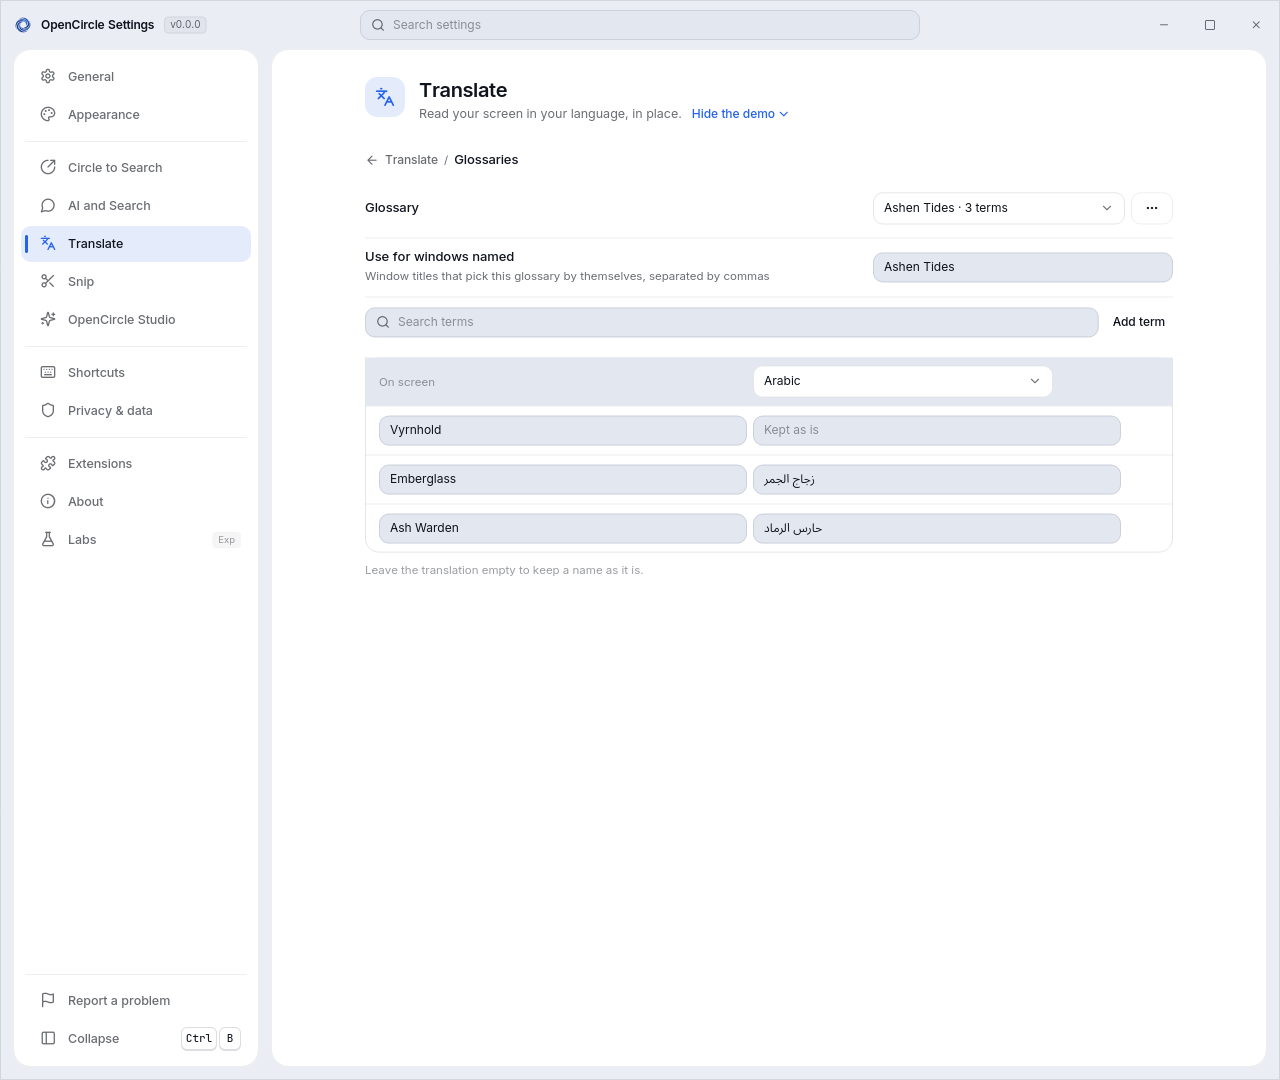 OpenCircle Settings v0.0.0
Search settings
General
Appearance
Circle to Search
AI and Search
Translate
Snip
OpenCircle Studio
Shortcuts
Privacy & data
Extensions
About
Labs Exp
Report a problem
Collapse Ctrl B
Translate
Read your screen in your language, in place. Hide the demo
Translate / Glossaries
Glossary Ashen Tides · 3 terms
Use for windows named
Window titles that pick this glossary by themselves, separated by commas
Ashen Tides
Search terms Add term
On screen Arabic
Vyrnhold Kept as is
Emberglass زجاج الجمر
Ash Warden حارس الرماد
Leave the translation empty to keep a name as it is.